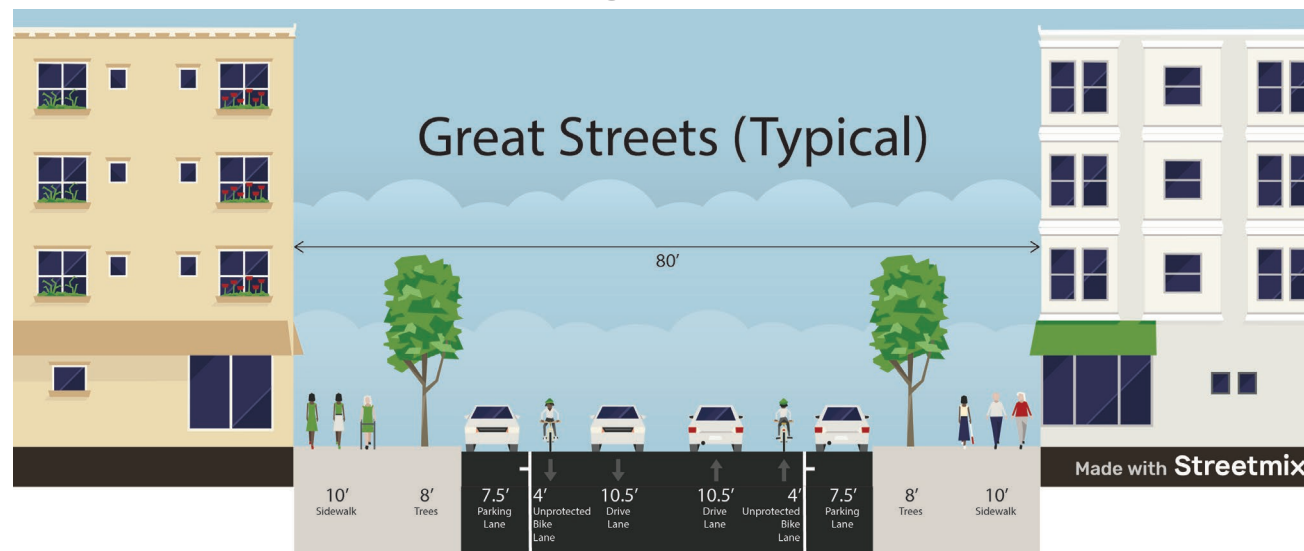 Great Streets (Typical)
80′
Made with Streetmix
10′
Sidewalk
8′
Trees
7.5′
Parking
Lane
4′
Unprotected
Bike
Lane
10.5′
Drive
Lane
10.5′
Drive
Lane
4′
Unprotected
Bike
Lane
7.5′
Parking
Lane
8′
Trees
10′
Sidewalk